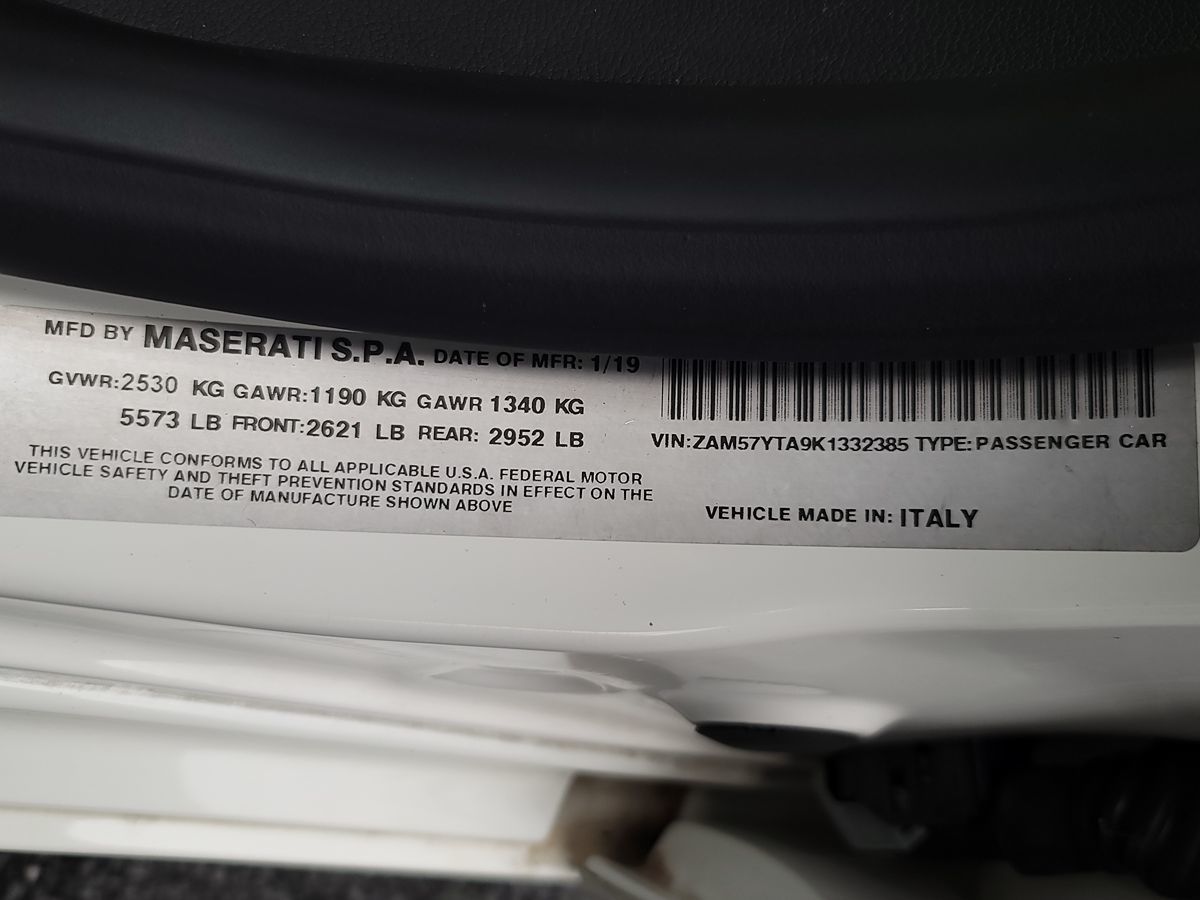 MFD BY MASERATI S.P.A. DATE OF MFR: 1/19
GVWR:2530 KG GAWR:1190 KG GAWR 1340 KG
5573 LB FRONT:2621 LB REAR: 2952 LB
THIS VEHICLE CONFORMS TO ALL APPLICABLE U.S.A. FEDERAL MOTOR
VEHICLE SAFETY AND THEFT PREVENTION STANDARDS IN EFFECT ON THE
DATE OF MANUFACTURE SHOWN ABOVE
VIN:ZAM57YTA9K1332385 TYPE:PASSENGER CAR
VEHICLE MADE IN: ITALY